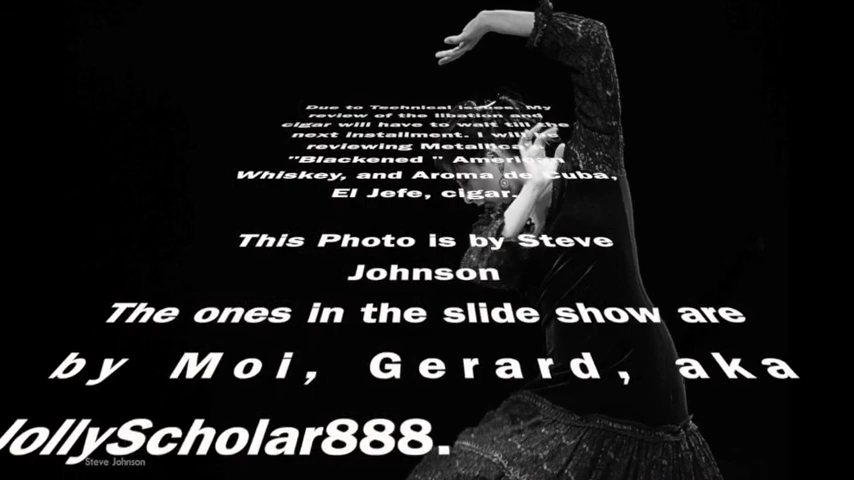 Due to Technical issues. My
review of the libation and
cigar will have to wait till the
next installment. I will be
reviewing Metallica's
"Blackened " American
Whiskey, and Aroma de Cuba,
El Jefe, cigar.
This Photo is by Steve
Johnson
The ones in the slide show are
by Moi, Gerard, aka
JollyScholar888.
Steve Johnson